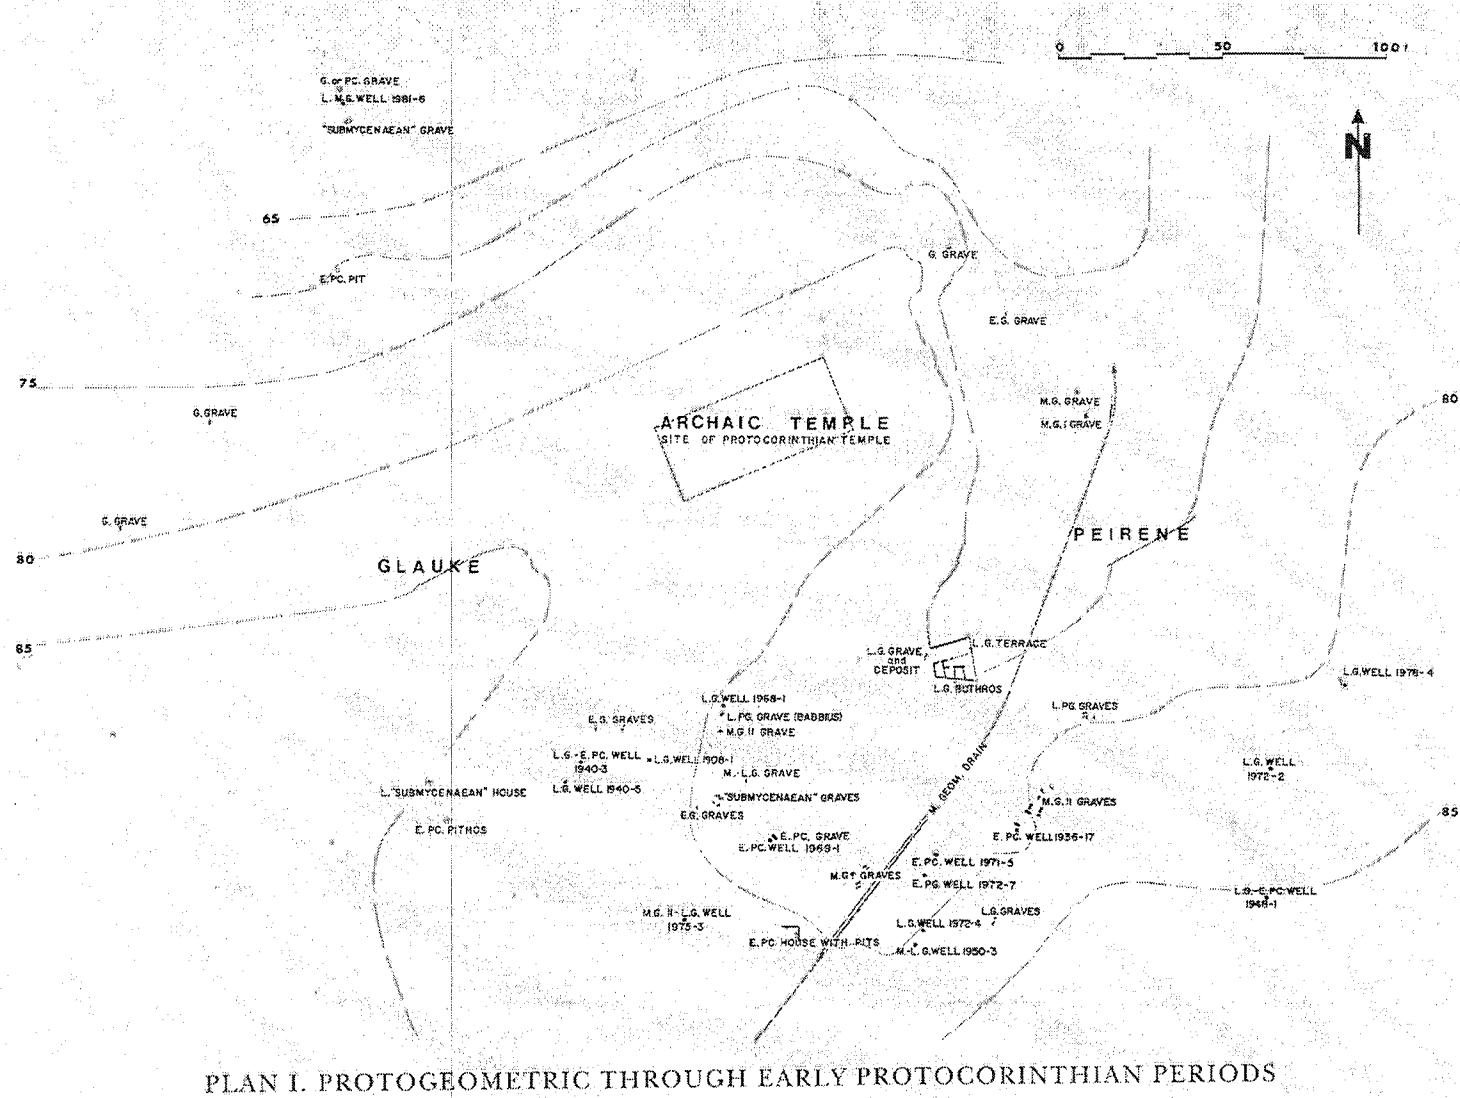 0 50 100
G. or PC. GRAVE
L. M.G. WELL 1981-6
"SUBMYCENAEAN" GRAVE
N
65
G. GRAVE
E. PC. PIT
E. G. GRAVE
75
80
M.G. GRAVE
G. GRAVE
M.G. I GRAVE
ARCHAIC TEMPLE
SITE OF PROTOCORINTHIAN TEMPLE
G. GRAVE
PEIRENE
80
GLAUKE
85
L.G. GRAVE
and
DEPOSIT
L.G. TERRACE
L.G. BOTHROS
L.G. WELL 1978-4
L.G. WELL 1968-1
L. PG. GRAVES
E.G. GRAVES
L. PG. GRAVE (BABBIUS)
M.G. II GRAVE
L.G.-E.PC. WELL
1940-3
L.G. WELL 1908-1
M. GEOM. DRAIN
L.G. WELL
1972-2
M.-L.G. GRAVE
L.G. WELL 1940-5
L. "SUBMYCENAEAN" HOUSE
"SUBMYCENAEAN" GRAVES
M.G. II GRAVES
E.G. GRAVES
85
E. PC. PITHOS
E. PC. GRAVE
E. PC. WELL 1969-1
E. PC. WELL 1936-17
E. PC. WELL 1971-5
M.G. GRAVES
WELL 1972-7
L.G.-E.PC. WELL
1948-1
M.G. II-L.G. WELL
1975-3
L.G. GRAVES
L.G. WELL 1972-4
E. PC. HOUSE WITH PITS
M.-L. G. WELL 1950-3
PLAN I. PROTOGEOMETRIC THROUGH EARLY PROTOCORINTHIAN PERIODS